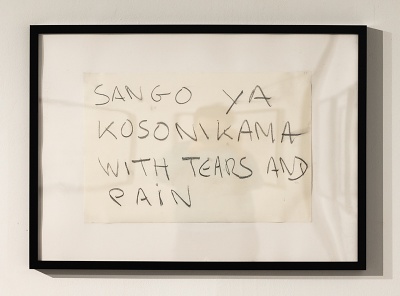 SANGO YA
KOSONIKAMA
WITH TEARS AND
PAiN